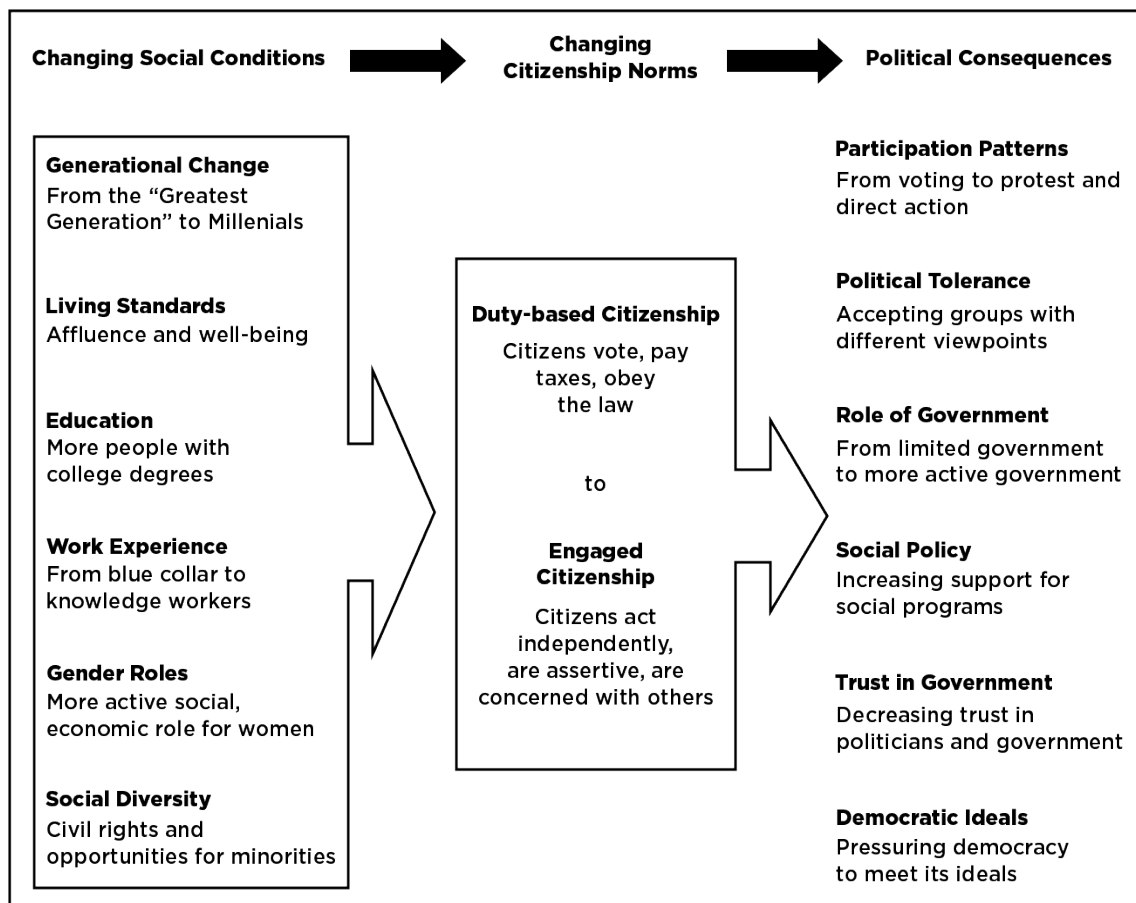 Changing Social Conditions
Changing
Citizenship Norms
Political Consequences
Generational Change
From the “Greatest
Generation” to Millenials
Living Standards
Affluence and well-being
Education
More people with
college degrees
Work Experience
From blue collar to
knowledge workers
Gender Roles
More active social,
economic role for women
Social Diversity
Civil rights and
opportunities for minorities
Duty-based Citizenship
Citizens vote, pay
taxes, obey
the law
to
Engaged
Citizenship
Citizens act
independently,
are assertive, are
concerned with others
Participation Patterns
From voting to protest and
direct action
Political Tolerance
Accepting groups with
different viewpoints
Role of Government
From limited government
to more active government
Social Policy
Increasing support for
social programs
Trust in Government
Decreasing trust in
politicians and government
Democratic Ideals
Pressuring democracy
to meet its ideals